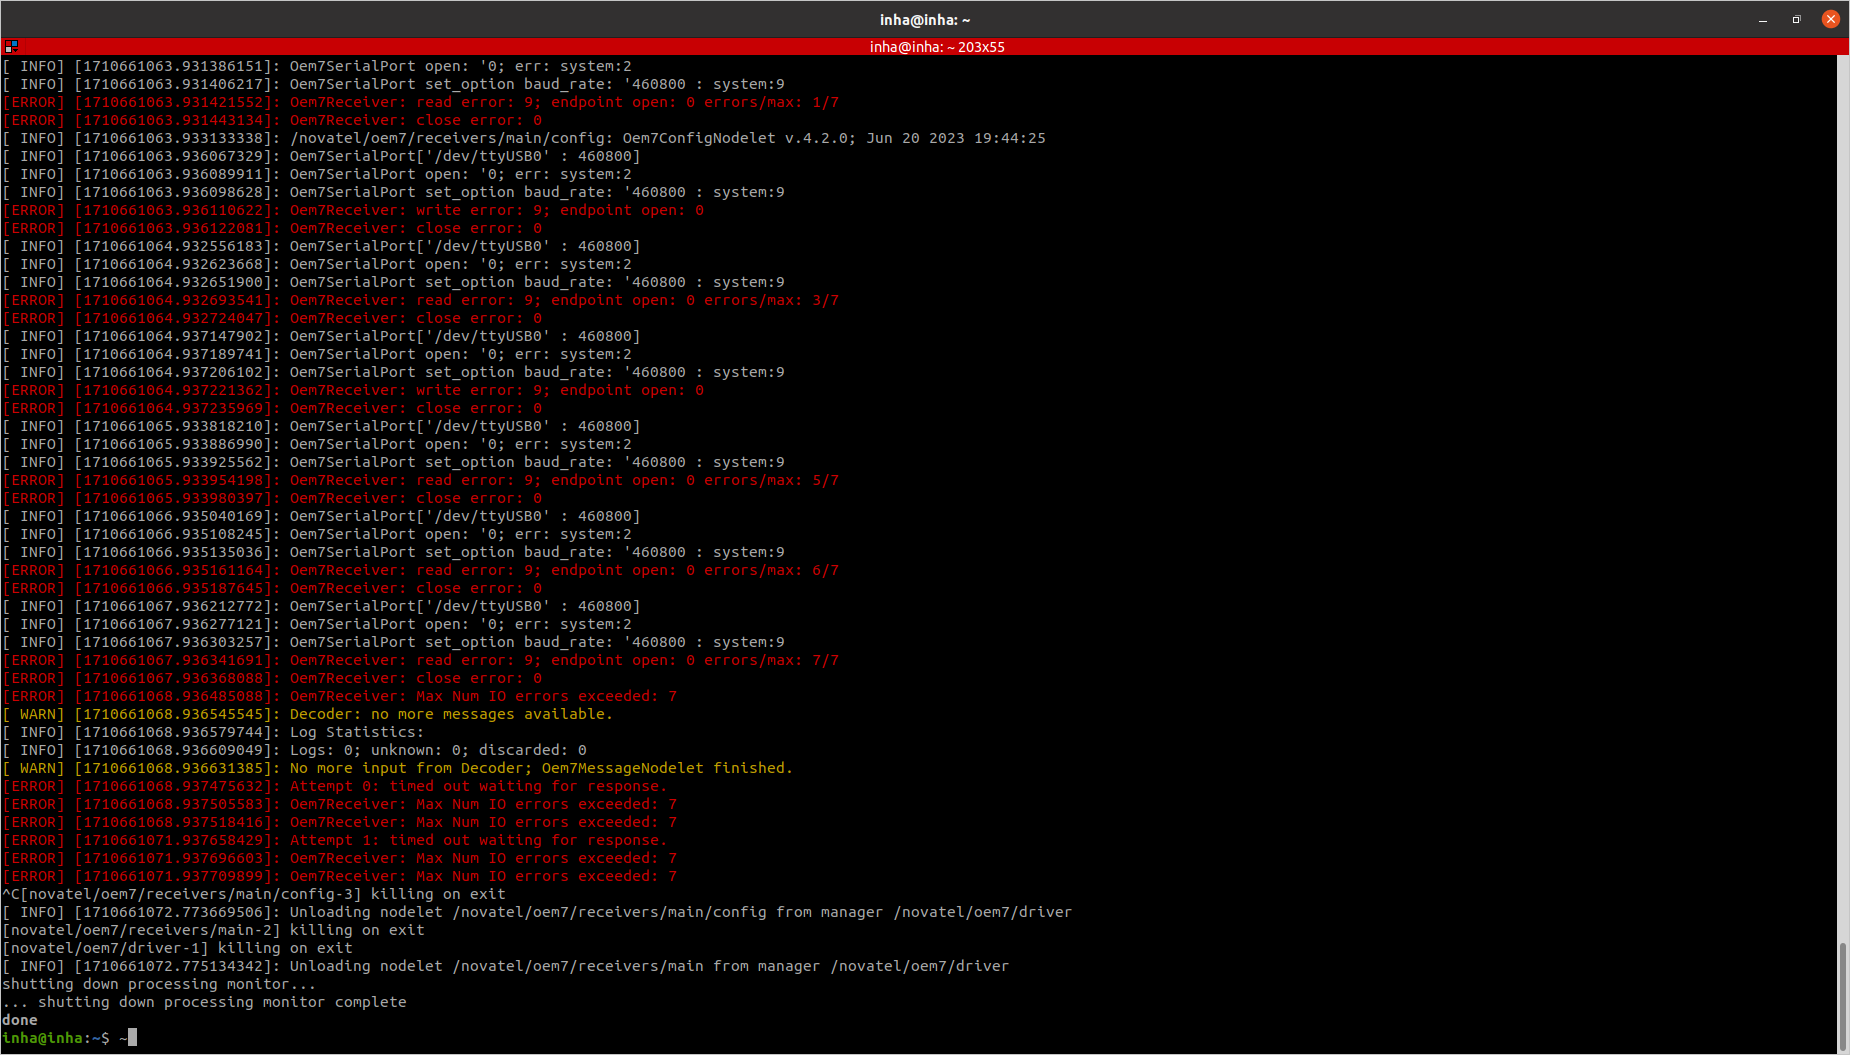 inha@inha: ~
inha@inha: ~ 203x55
[ INFO] [1710661063.931386151]: Oem7SerialPort open: '0; err: system:2
[ INFO] [1710661063.931406217]: Oem7SerialPort set_option baud_rate: '460800 : system:9
[ERROR] [1710661063.931421552]: Oem7Receiver: read error: 9; endpoint open: 0 errors/max: 1/7
[ERROR] [1710661063.931443134]: Oem7Receiver: close error: 0
[ INFO] [1710661063.933133338]: /novatel/oem7/receivers/main/config: Oem7ConfigNodelet v.4.2.0; Jun 20 2023 19:44:25
[ INFO] [1710661063.936067329]: Oem7SerialPort['/dev/ttyUSB0' : 460800]
[ INFO] [1710661063.936089911]: Oem7SerialPort open: '0; err: system:2
[ INFO] [1710661063.936098628]: Oem7SerialPort set_option baud_rate: '460800 : system:9
[ERROR] [1710661063.936110622]: Oem7Receiver: write error: 9; endpoint open: 0
[ERROR] [1710661063.936122081]: Oem7Receiver: close error: 0
[ INFO] [1710661064.932556183]: Oem7SerialPort['/dev/ttyUSB0' : 460800]
[ INFO] [1710661064.932623668]: Oem7SerialPort open: '0; err: system:2
[ INFO] [1710661064.932651900]: Oem7SerialPort set_option baud_rate: '460800 : system:9
[ERROR] [1710661064.932693541]: Oem7Receiver: read error: 9; endpoint open: 0 errors/max: 3/7
[ERROR] [1710661064.932724047]: Oem7Receiver: close error: 0
[ INFO] [1710661064.937147902]: Oem7SerialPort['/dev/ttyUSB0' : 460800]
[ INFO] [1710661064.937189741]: Oem7SerialPort open: '0; err: system:2
[ INFO] [1710661064.937206102]: Oem7SerialPort set_option baud_rate: '460800 : system:9
[ERROR] [1710661064.937221362]: Oem7Receiver: write error: 9; endpoint open: 0
[ERROR] [1710661064.937235969]: Oem7Receiver: close error: 0
[ INFO] [1710661065.933818210]: Oem7SerialPort['/dev/ttyUSB0' : 460800]
[ INFO] [1710661065.933886990]: Oem7SerialPort open: '0; err: system:2
[ INFO] [1710661065.933925562]: Oem7SerialPort set_option baud_rate: '460800 : system:9
[ERROR] [1710661065.933954198]: Oem7Receiver: read error: 9; endpoint open: 0 errors/max: 5/7
[ERROR] [1710661065.933980397]: Oem7Receiver: close error: 0
[ INFO] [1710661066.935040169]: Oem7SerialPort['/dev/ttyUSB0' : 460800]
[ INFO] [1710661066.935108245]: Oem7SerialPort open: '0; err: system:2
[ INFO] [1710661066.935135036]: Oem7SerialPort set_option baud_rate: '460800 : system:9
[ERROR] [1710661066.935161164]: Oem7Receiver: read error: 9; endpoint open: 0 errors/max: 6/7
[ERROR] [1710661066.935187645]: Oem7Receiver: close error: 0
[ INFO] [1710661067.936212772]: Oem7SerialPort['/dev/ttyUSB0' : 460800]
[ INFO] [1710661067.936277121]: Oem7SerialPort open: '0; err: system:2
[ INFO] [1710661067.936303257]: Oem7SerialPort set_option baud_rate: '460800 : system:9
[ERROR] [1710661067.936341691]: Oem7Receiver: read error: 9; endpoint open: 0 errors/max: 7/7
[ERROR] [1710661067.936368088]: Oem7Receiver: close error: 0
[ERROR] [1710661068.936485088]: Oem7Receiver: Max Num IO errors exceeded: 7
[ WARN] [1710661068.936545545]: Decoder: no more messages available.
[ INFO] [1710661068.936579744]: Log Statistics:
[ INFO] [1710661068.936609049]: Logs: 0; unknown: 0; discarded: 0
[ WARN] [1710661068.936631385]: No more input from Decoder; Oem7MessageNodelet finished.
[ERROR] [1710661068.937475632]: Attempt 0: timed out waiting for response.
[ERROR] [1710661068.937505583]: Oem7Receiver: Max Num IO errors exceeded: 7
[ERROR] [1710661068.937518416]: Oem7Receiver: Max Num IO errors exceeded: 7
[ERROR] [1710661071.937658429]: Attempt 1: timed out waiting for response.
[ERROR] [1710661071.937696603]: Oem7Receiver: Max Num IO errors exceeded: 7
[ERROR] [1710661071.937709899]: Oem7Receiver: Max Num IO errors exceeded: 7
^C[novatel/oem7/receivers/main/config-3] killing on exit
[ INFO] [1710661072.773669506]: Unloading nodelet /novatel/oem7/receivers/main/config from manager /novatel/oem7/driver
[novatel/oem7/receivers/main-2] killing on exit
[novatel/oem7/driver-1] killing on exit
[ INFO] [1710661072.775134342]: Unloading nodelet /novatel/oem7/receivers/main from manager /novatel/oem7/driver
shutting down processing monitor...
... shutting down processing monitor complete
done
inha@inha:~$ ~